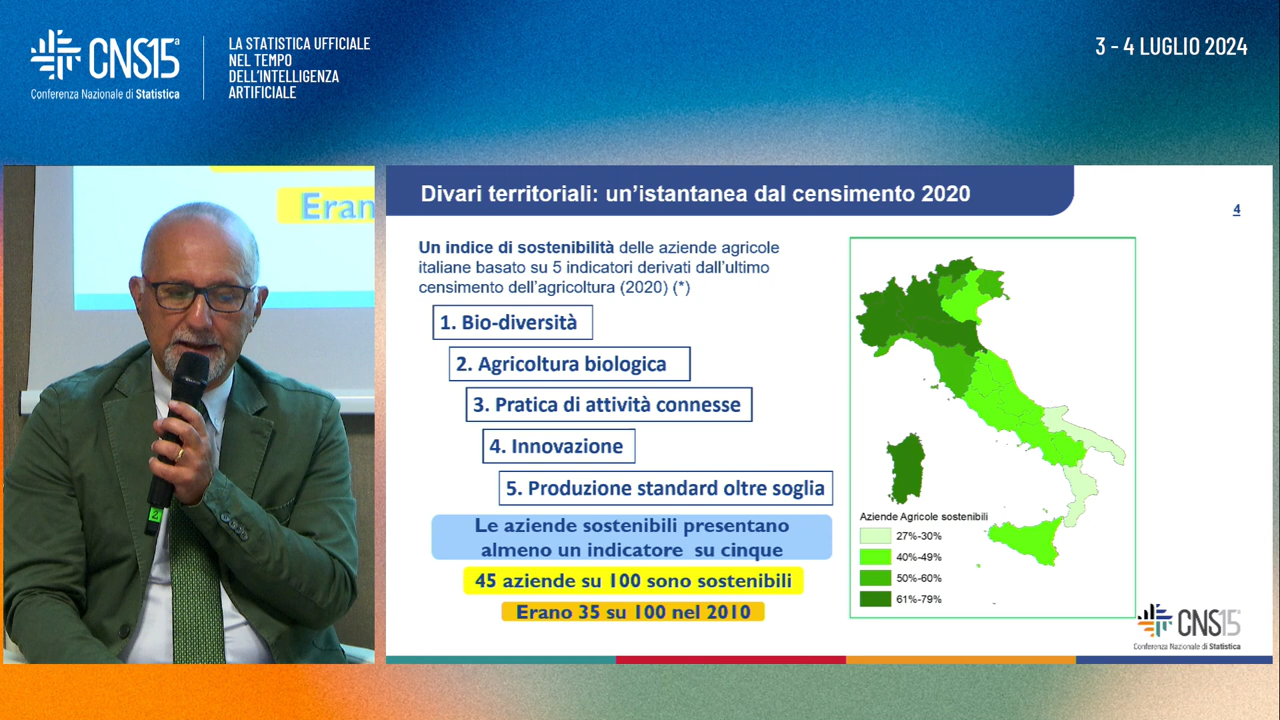 CNS15ª
Conferenza Nazionale di Statistica
LA STATISTICA UFFICIALE
NEL TEMPO
DELL'INTELLIGENZA
ARTIFICIALE
3 - 4 LUGLIO 2024
Eran
2
Divari territoriali: un'istantanea dal censimento 2020
4
Un indice di sostenibilità delle aziende agricole
italiane basato su 5 indicatori derivati dall'ultimo
censimento dell'agricoltura (2020) (*)
1. Bio-diversità
2. Agricoltura biologica
3. Pratica di attività connesse
4. Innovazione
5. Produzione standard oltre soglia
Le aziende sostenibili presentano
almeno un indicatore su cinque
45 aziende su 100 sono sostenibili
Erano 35 su 100 nel 2010
Aziende Agricole sostenibili
27%-30%
40%-49%
50%-60%
61%-79%
CNS15ª
Conferenza Nazionale di Statistica